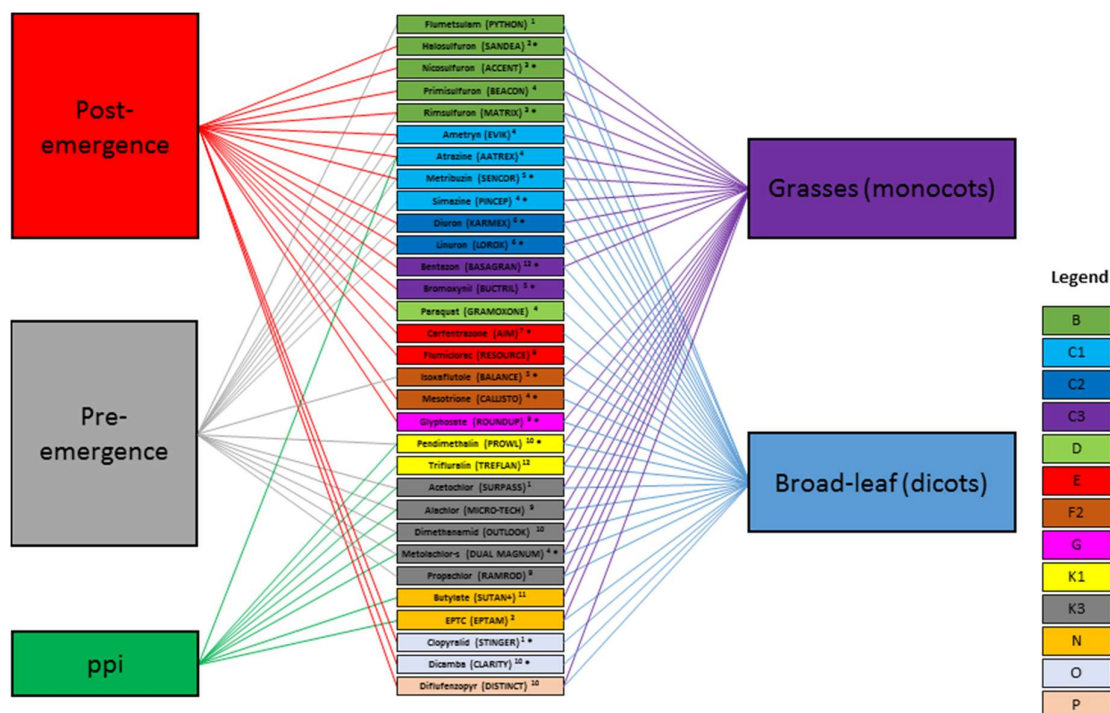 Post-
emergence
Pre-
emergence
ppi
Flumetsulam (PYTHON) 1
Halosulfuron (SANDEA) 2 *
Nicosulfuron (ACCENT) 3 *
Primisulfuron (BEACON) 4
Rimsulfuron (MATRIX) 3 *
Ametryn (EVIK) 4
Atrazine (AATREX) 4
Metribuzin (SENCOR) 5 *
Simazine (PINCEP) 4 *
Diuron (KARMEX) 6 *
Linuron (LOROX) 6 *
Bentazon (BASAGRAN) 12 *
Bromoxynil (BUCTRIL) 5 *
Paraquat (GRAMOXONE) 4
Carfentrazone (AIM) 7 *
Flumiclorac (RESOURCE)
Isoxaflutole (BALANCE) 5 *
Mesotrione (CALLISTO) 4 *
Glyphosate (ROUNDUP) 9 *
Pendimethalin (PROWL) 10 *
Trifluralin (TREFLAN) 12
Acetochlor (SURPASS) 1
Alachlor (MICRO-TECH) 9
Dimethanamid (OUTLOOK) 10
Metolachlor-s (DUAL MAGNUM) 4 *
Propachlor (RAMROD) 9
Butylate (SUTAN+) 11
EPTC (EPTAM) 2
Clopyralid (STINGER) 1 *
Dicamba (CLARITY) 10 *
Diflufenzopyr (DISTINCT) 10
Grasses (monocots)
Broad-leaf (dicots)
Legend
B
C1
C2
C3
D
E
F2
G
K1
K3
N
O
P